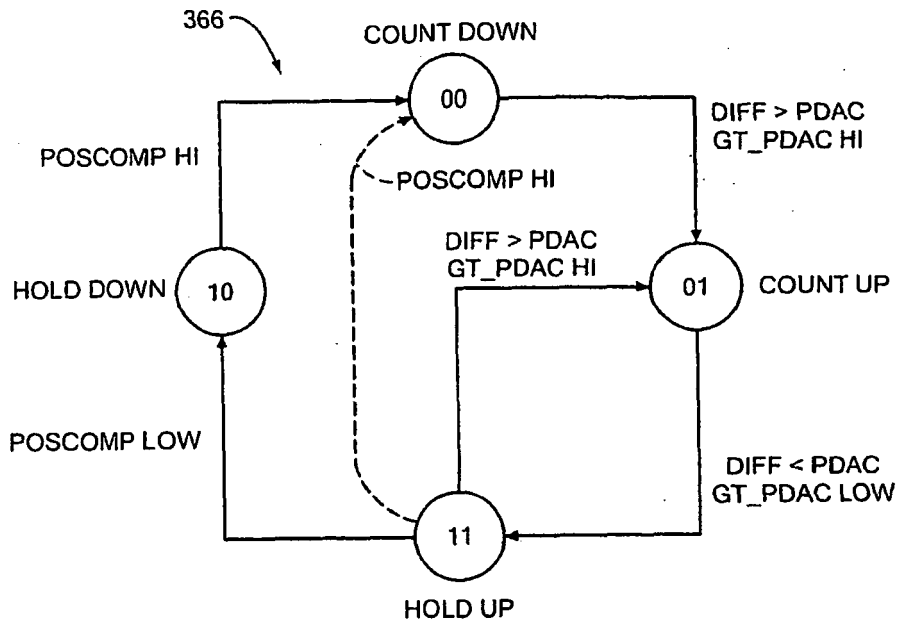 366
COUNT DOWN
00
DIFF > PDAC
GT_PDAC HI
POSCOMP HI
POSCOMP HI
DIFF > PDAC
GT_PDAC HI
HOLD DOWN
10
01
COUNT UP
POSCOMP LOW
DIFF < PDAC
GT_PDAC LOW
11
HOLD UP